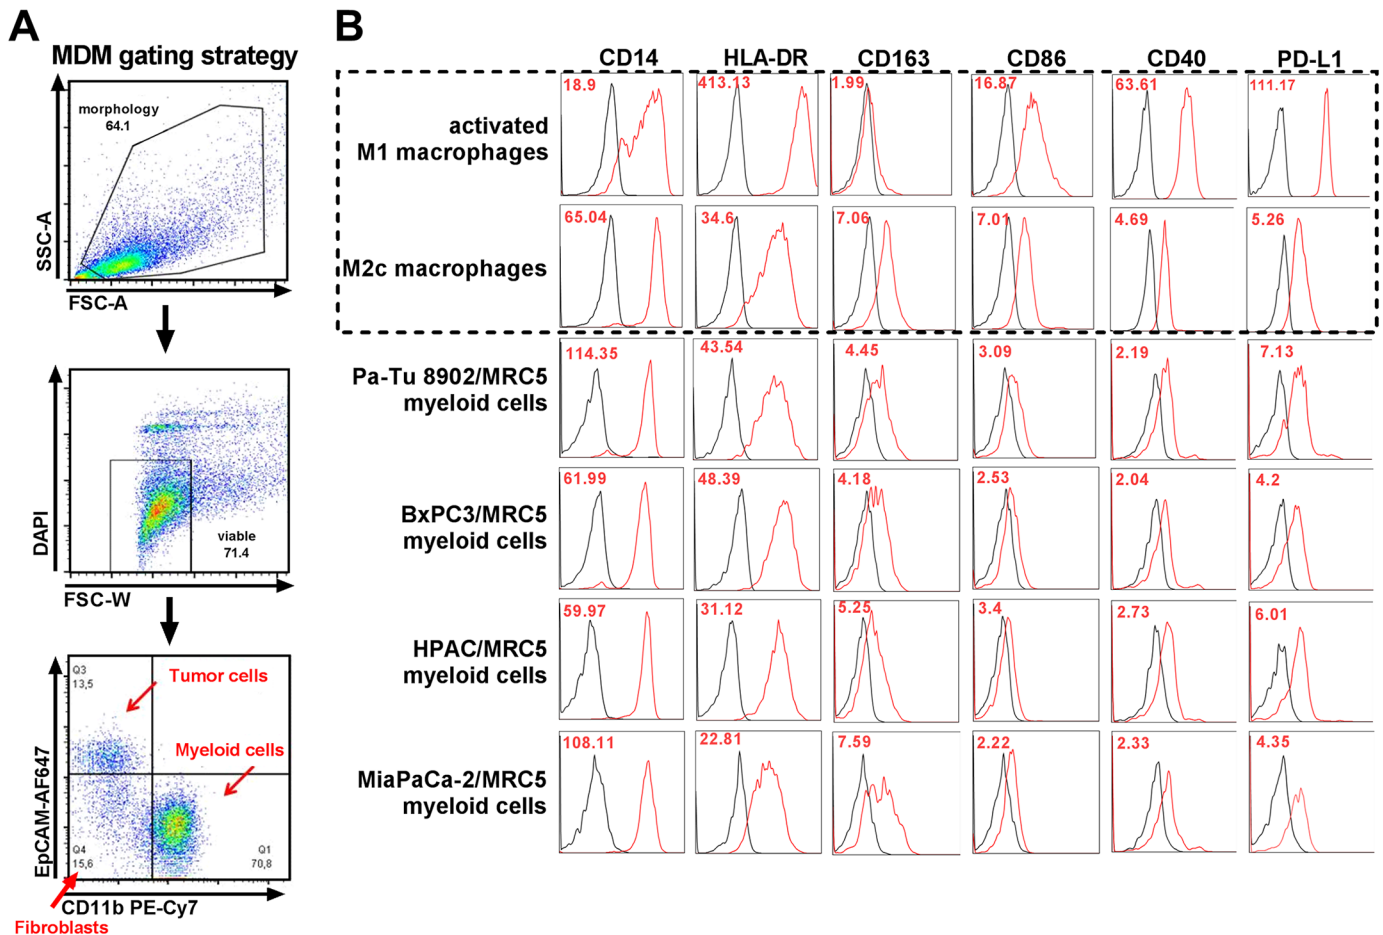 A
MDM gating strategy
morphology
64.1
SSC-A
FSC-A
viable
71.4
DAPI
FSC-W
Q3
13,5
Tumor cells
Myeloid cells
Q4
15,6
Q1
70,8
EpCAM-AF647
CD11b PE-Cy7
Fibroblasts
B
CD14 HLA-DR CD163 CD86 CD40 PD-L1
activated
M1 macrophages
18.9 413.13 1.99 16.87 63.61 111.17
M2c macrophages
65.04 34.6 7.06 7.01 4.69 5.26
Pa-Tu 8902/MRC5
myeloid cells
114.35 43.54 4.45 3.09 2.19 7.13
BxPC3/MRC5
myeloid cells
61.99 48.39 4.18 2.53 2.04 4.2
HPAC/MRC5
myeloid cells
59.97 31.12 5.25 3.4 2.73 6.01
MiaPaCa-2/MRC5
myeloid cells
108.11 22.81 7.59 2.22 2.33 4.35